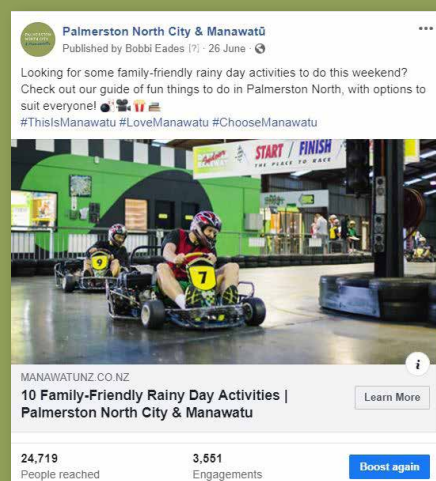 Palmerston North City & Manawatū
Published by Bobbi Eades [?] · 26 June ·
Looking for some family-friendly rainy day activities to do this weekend?
Check out our guide of fun things to do in Palmerston North, with options to
suit everyone!
#ThisIsManawatu #LoveManawatu #ChooseManawatu
START / FINISH
THE PLACE TO RACE
9
7
i
MANAWATUNZ.CO.NZ
10 Family-Friendly Rainy Day Activities |
Palmerston North City & Manawatu
Learn More
24,719
People reached
3,551
Engagements
Boost again